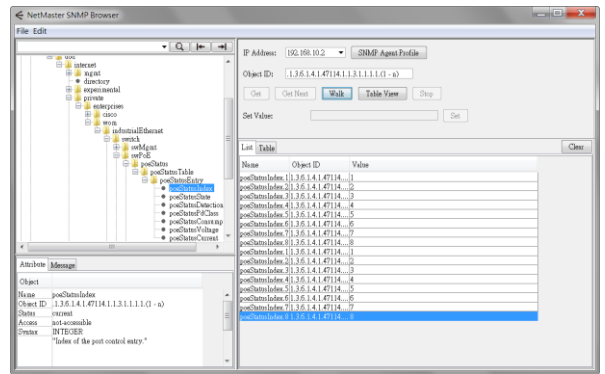 NetMaster SNMP Browser
File Edit
internet
mgmt
directory
experimental
private
enterprises
cisco
wom
industrialEthernet
switch
swMgmt
swPoE
poeStatus
poeStatusTable
poeStatusEntry
poeStatusIndex
poeStatusState
poeStatusDetection
poeStatusPdClass
poeStatusConsump
poeStatusVoltage
poeStatusCurrent
Attribute Message
Object
Name poeStatusIndex
Object ID .1.3.6.1.4.1.47114.1.1.3.1.1.1.1.(1 - n)
Status current
Access not-accessible
Syntax INTEGER
"Index of the port control entry."
IP Address: 192.168.10.2 SNMP Agent Profile
Object ID: .1.3.6.1.4.1.47114.1.1.3.1.1.1.1.(1 - n)
Get Get Next Walk Table View Stop
Set Value: Set
List Table Clear
Name Object ID Value
poeStatusIndex.1 1.3.6.1.4.1.47114.... 1
poeStatusIndex.2 1.3.6.1.4.1.47114.... 2
poeStatusIndex.3 1.3.6.1.4.1.47114.... 3
poeStatusIndex.4 1.3.6.1.4.1.47114.... 4
poeStatusIndex.5 1.3.6.1.4.1.47114.... 5
poeStatusIndex.6 1.3.6.1.4.1.47114.... 6
poeStatusIndex.7 1.3.6.1.4.1.47114.... 7
poeStatusIndex.8 1.3.6.1.4.1.47114.... 8
poeStatusIndex.1 1.3.6.1.4.1.47114.... 1
poeStatusIndex.2 1.3.6.1.4.1.47114.... 2
poeStatusIndex.3 1.3.6.1.4.1.47114.... 3
poeStatusIndex.4 1.3.6.1.4.1.47114.... 4
poeStatusIndex.5 1.3.6.1.4.1.47114.... 5
poeStatusIndex.6 1.3.6.1.4.1.47114.... 6
poeStatusIndex.7 1.3.6.1.4.1.47114.... 7
poeStatusIndex.8 1.3.6.1.4.1.47114.... 8